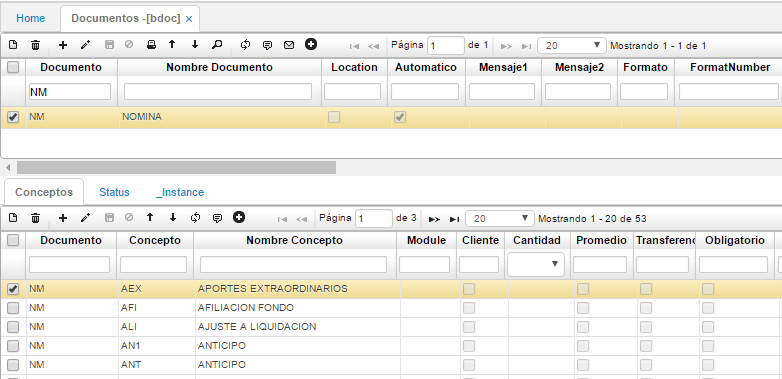 Home Documentos -[bdoc] ×
Página 1 de 1 20 Mostrando 1 - 1 de 1
Documento Nombre Documento Location Automatico Mensaje1 Mensaje2 Formato FormatNumber
NM
NM NOMINA
Conceptos Status _Instance
Página 1 de 3 20 Mostrando 1 - 20 de 53
Documento Concepto Nombre Concepto Module Cliente Cantidad Promedio Transferenc Obligatorio
NM AEX APORTES EXTRAORDINARIOS
NM AFI AFILIACION FONDO
NM ALI AJUSTE A LIQUIDACION
NM AN1 ANTICIPO
NM ANT ANTICIPO